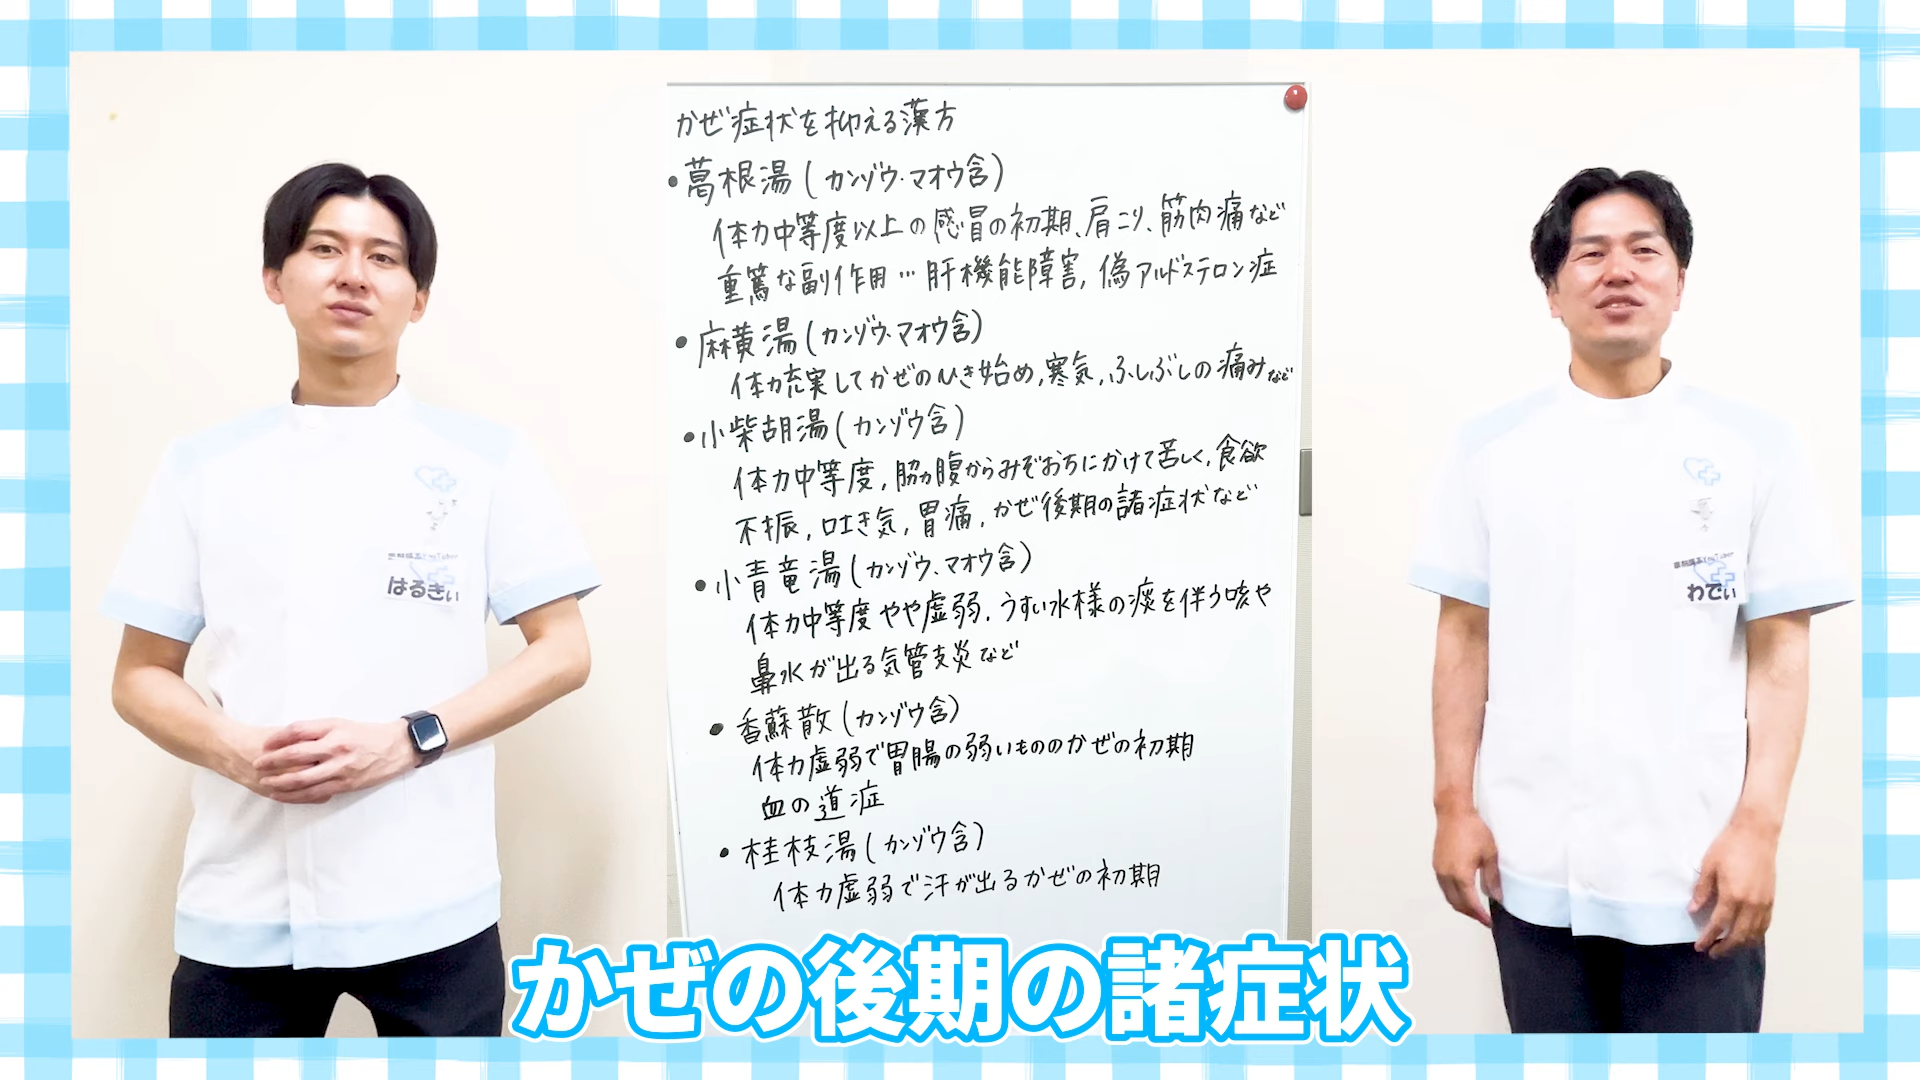 かぜ症状を抑える漢方
•葛根湯(カンゾウ・マオウ含)
体力中等度以上の感冒の初期、肩こり、筋肉痛など
重篤な副作用…肝機能障害,偽アルドステロン症
•麻黄湯(カンゾウ・マオウ含)
体力充実してかぜのひき始め,寒気,ふしぶしの痛みなど
•小柴胡湯(カンゾウ含)
体力中等度,脇腹からみぞおちにかけて苦しく,食欲
不振,吐き気,胃痛,かぜ後期の諸症状など
•小青竜湯(カンゾウ、マオウ含)
体力中等度やや虚弱.うすい水様の痰を伴う咳や
鼻水が出る気管支炎など
•香蘇散(カンゾウ含)
体力虚弱で胃腸の弱いもののかぜの初期
血の道症
•桂枝湯(カンゾウ含)
体力虚弱で汗が出るかぜの初期
はるきぃ
わでぃ
かぜの後期の諸症状